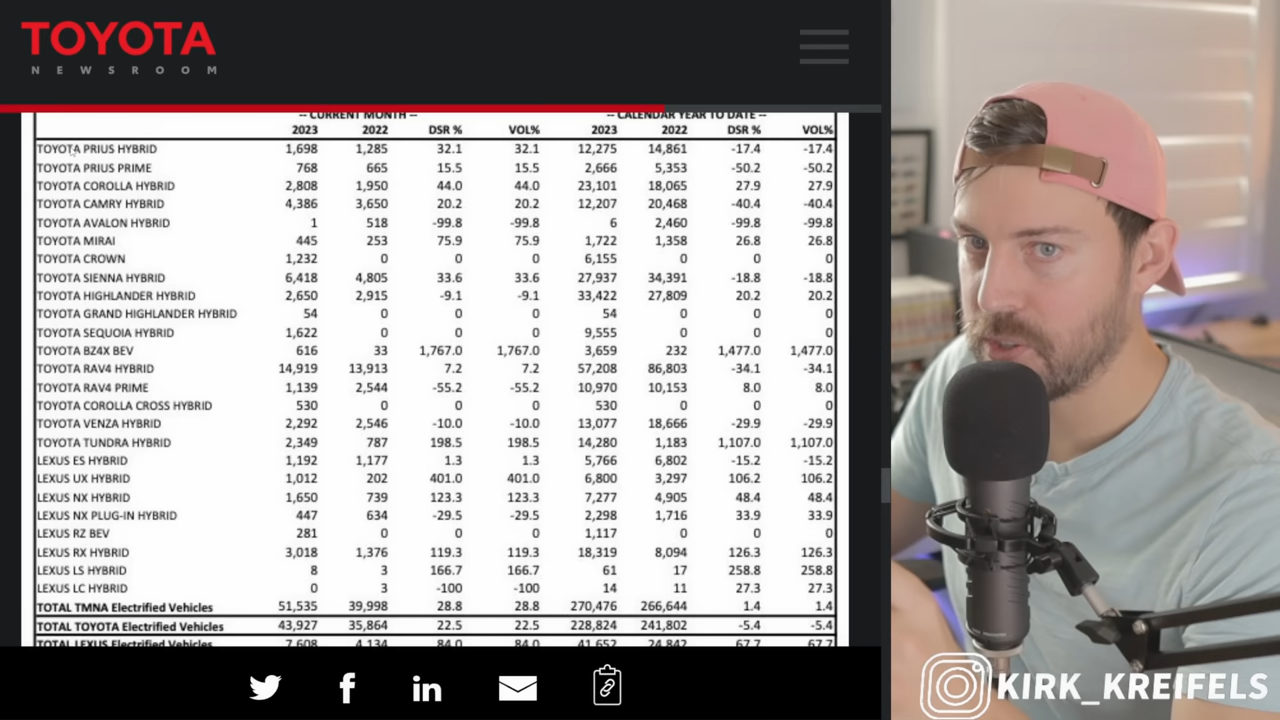 TOYOTA
NEWSROOM
-- CURRENT MONTH -- -- CALENDAR YEAR TO DATE --
2023 2022 DSR % VOL% 2023 2022 DSR % VOL%
TOYOTA PRIUS HYBRID 1,698 1,285 32.1 32.1 12,275 14,861 -17.4 -17.4
TOYOTA PRIUS PRIME 768 665 15.5 15.5 2,666 5,353 -50.2 -50.2
TOYOTA COROLLA HYBRID 2,808 1,950 44.0 44.0 23,101 18,065 27.9 27.9
TOYOTA CAMRY HYBRID 4,386 3,650 20.2 20.2 12,207 20,468 -40.4 -40.4
TOYOTA AVALON HYBRID 1 518 -99.8 -99.8 6 2,460 -99.8 -99.8
TOYOTA MIRAI 445 253 75.9 75.9 1,722 1,358 26.8 26.8
TOYOTA CROWN 1,232 0 0 0 6,155 0 0 0
TOYOTA SIENNA HYBRID 6,418 4,805 33.6 33.6 27,937 34,391 -18.8 -18.8
TOYOTA HIGHLANDER HYBRID 2,650 2,915 -9.1 -9.1 33,422 27,809 20.2 20.2
TOYOTA GRAND HIGHLANDER HYBRID 54 0 0 0 54 0 0 0
TOYOTA SEQUOIA HYBRID 1,622 0 0 0 9,555 0 0 0
TOYOTA BZ4X BEV 616 33 1,767.0 1,767.0 3,659 232 1,477.0 1,477.0
TOYOTA RAV4 HYBRID 14,919 13,913 7.2 7.2 57,208 86,803 -34.1 -34.1
TOYOTA RAV4 PRIME 1,139 2,544 -55.2 -55.2 10,970 10,153 8.0 8.0
TOYOTA COROLLA CROSS HYBRID 530 0 0 0 530 0 0 0
TOYOTA VENZA HYBRID 2,292 2,546 -10.0 -10.0 13,077 18,666 -29.9 -29.9
TOYOTA TUNDRA HYBRID 2,349 787 198.5 198.5 14,280 1,183 1,107.0 1,107.0
LEXUS ES HYBRID 1,192 1,177 1.3 1.3 5,766 6,802 -15.2 -15.2
LEXUS UX HYBRID 1,012 202 401.0 401.0 6,800 3,297 106.2 106.2
LEXUS NX HYBRID 1,650 739 123.3 123.3 7,277 4,905 48.4 48.4
LEXUS NX PLUG-IN HYBRID 447 634 -29.5 -29.5 2,298 1,716 33.9 33.9
LEXUS RZ BEV 281 0 0 0 1,117 0 0 0
LEXUS RX HYBRID 3,018 1,376 119.3 119.3 18,319 8,094 126.3 126.3
LEXUS LS HYBRID 8 3 166.7 166.7 61 17 258.8 258.8
LEXUS LC HYBRID 0 3 -100 -100 14 11 27.3 27.3
TOTAL TMNA Electrified Vehicles 51,535 39,998 28.8 28.8 270,476 266,644 1.4 1.4
TOTAL TOYOTA Electrified Vehicles 43,927 35,864 22.5 22.5 228,824 241,802 -5.4 -5.4
TOTAL LEXUS Electrified Vehicles 7,608 4,134 84.0 84.0 41,652 24,842 67.7 67.7
KIRK_KREIFELS